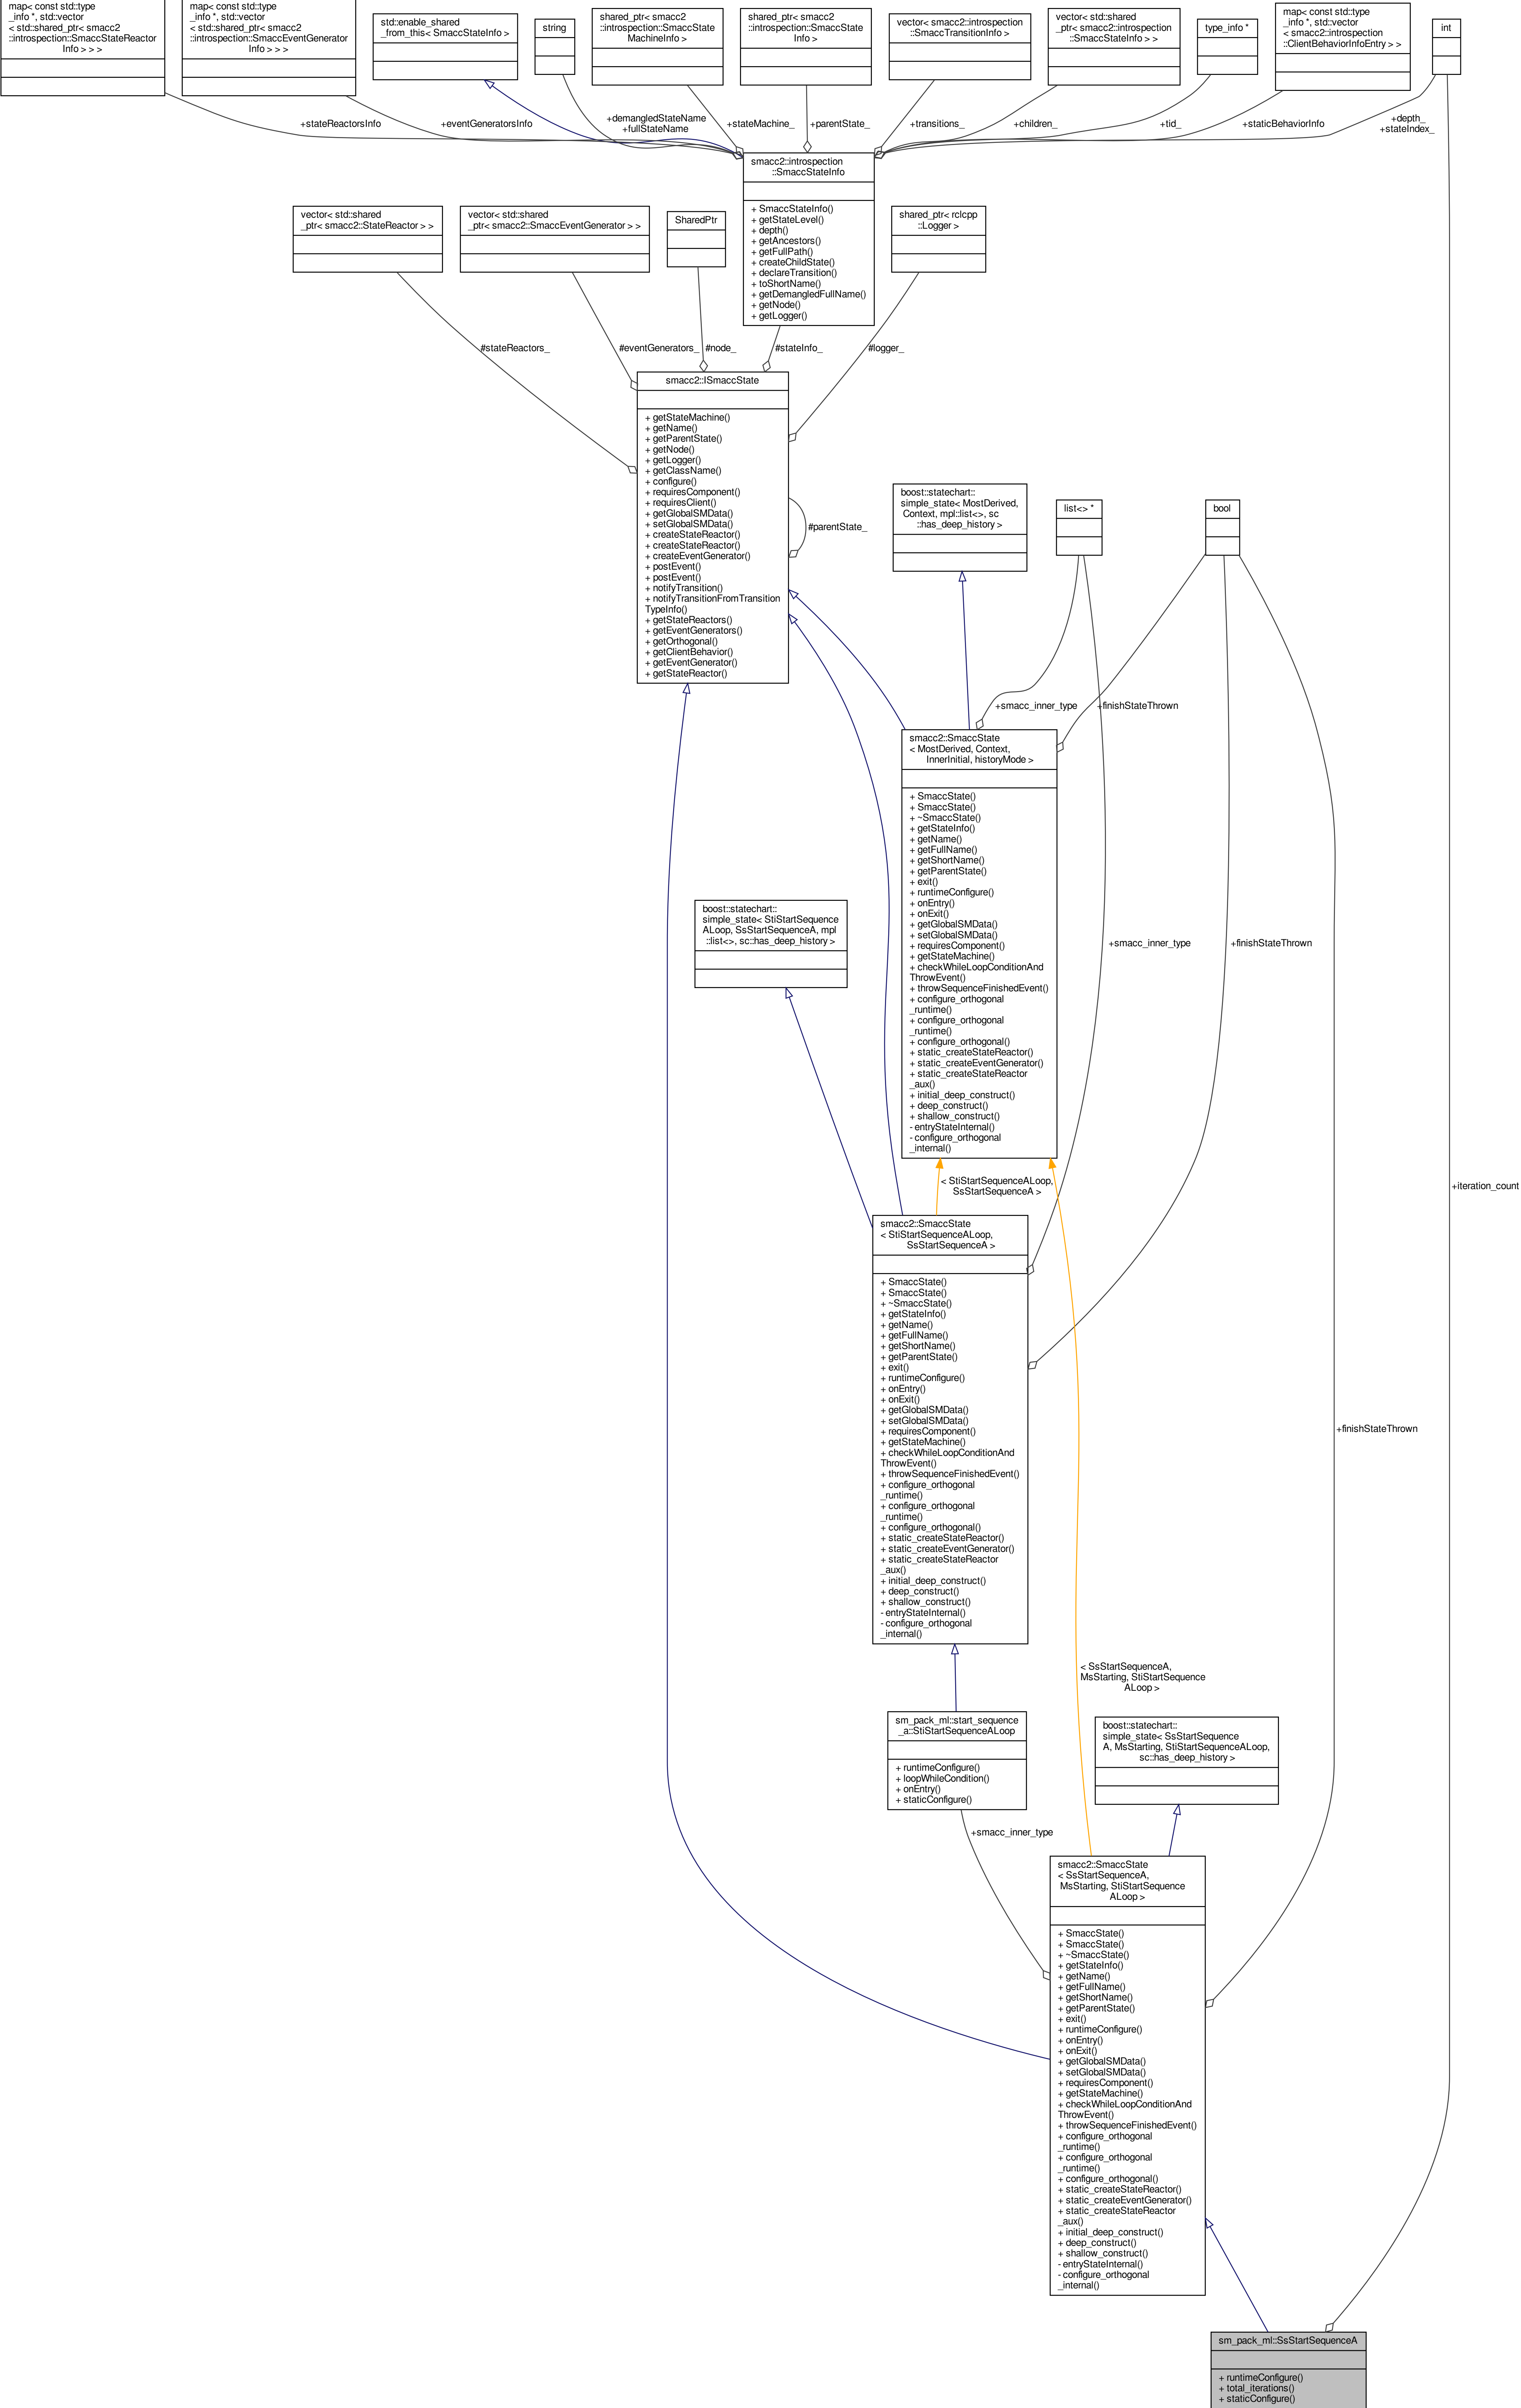 map< const std::type
_info *, std::vector
< std::shared_ptr< smacc2
::introspection::SmaccStateReactor
Info > > >
map< const std::type
_info *, std::vector
< std::shared_ptr< smacc2
::introspection::SmaccEventGenerator
Info > > >
std::enable_shared
_from_this< SmaccStateInfo >
string
shared_ptr< smacc2
::introspection::SmaccState
MachineInfo >
shared_ptr< smacc2
::introspection::SmaccState
Info >
vector< smacc2::introspection
::SmaccTransitionInfo >
vector< std::shared
_ptr< smacc2::introspection
::SmaccStateInfo > >
type_info *
map< const std::type
_info *, std::vector
< smacc2::introspection
::ClientBehaviorInfoEntry > >
int
+stateReactorsInfo
+eventGeneratorsInfo
+demangledStateName
+fullStateName
+stateMachine_
+parentState_
+transitions_
+children_
+tid_
+staticBehaviorInfo
+depth_
+stateIndex_
smacc2::introspection
::SmaccStateInfo
+ SmaccStateInfo()
+ getStateLevel()
+ depth()
+ getAncestors()
+ getFullPath()
+ createChildState()
+ declareTransition()
+ toShortName()
+ getDemangledFullName()
+ getNode()
+ getLogger()
vector< std::shared
_ptr< smacc2::StateReactor > >
vector< std::shared
_ptr< smacc2::SmaccEventGenerator > >
SharedPtr
shared_ptr< rclcpp
::Logger >
#stateReactors_
#eventGenerators_
#node_
#stateInfo_
#logger_
smacc2::ISmaccState
+ getStateMachine()
+ getName()
+ getParentState()
+ getNode()
+ getLogger()
+ getClassName()
+ configure()
+ requiresComponent()
+ requiresClient()
+ getGlobalSMData()
+ setGlobalSMData()
+ createStateReactor()
+ createStateReactor()
+ createEventGenerator()
+ postEvent()
+ postEvent()
+ notifyTransition()
+ notifyTransitionFromTransition
TypeInfo()
+ getStateReactors()
+ getEventGenerators()
+ getOrthogonal()
+ getClientBehavior()
+ getEventGenerator()
+ getStateReactor()
#parentState_
boost::statechart::
simple_state< MostDerived,
Context, mpl::list<>, sc
::has_deep_history >
list<> *
bool
+smacc_inner_type
+finishStateThrown
smacc2::SmaccState
< MostDerived, Context,
InnerInitial, historyMode >
+ SmaccState()
+ SmaccState()
+ ~SmaccState()
+ getStateInfo()
+ getName()
+ getFullName()
+ getShortName()
+ getParentState()
+ exit()
+ runtimeConfigure()
+ onEntry()
+ onExit()
+ getGlobalSMData()
+ setGlobalSMData()
+ requiresComponent()
+ getStateMachine()
+ checkWhileLoopConditionAnd
ThrowEvent()
+ throwSequenceFinishedEvent()
+ configure_orthogonal
_runtime()
+ configure_orthogonal
_runtime()
+ configure_orthogonal()
+ static_createStateReactor()
+ static_createEventGenerator()
+ static_createStateReactor
_aux()
+ initial_deep_construct()
+ deep_construct()
+ shallow_construct()
- entryStateInternal()
- configure_orthogonal
_internal()
boost::statechart::
simple_state< StiStartSequence
ALoop, SsStartSequenceA, mpl
::list<>, sc::has_deep_history >
+smacc_inner_type
+finishStateThrown
< StiStartSequenceALoop,
SsStartSequenceA >
+iteration_count
smacc2::SmaccState
< StiStartSequenceALoop,
SsStartSequenceA >
+ SmaccState()
+ SmaccState()
+ ~SmaccState()
+ getStateInfo()
+ getName()
+ getFullName()
+ getShortName()
+ getParentState()
+ exit()
+ runtimeConfigure()
+ onEntry()
+ onExit()
+ getGlobalSMData()
+ setGlobalSMData()
+ requiresComponent()
+ getStateMachine()
+ checkWhileLoopConditionAnd
ThrowEvent()
+ throwSequenceFinishedEvent()
+ configure_orthogonal
_runtime()
+ configure_orthogonal
_runtime()
+ configure_orthogonal()
+ static_createStateReactor()
+ static_createEventGenerator()
+ static_createStateReactor
_aux()
+ initial_deep_construct()
+ deep_construct()
+ shallow_construct()
- entryStateInternal()
- configure_orthogonal
_internal()
+finishStateThrown
< SsStartSequenceA,
MsStarting, StiStartSequence
ALoop >
sm_pack_ml::start_sequence
_a::StiStartSequenceALoop
+ runtimeConfigure()
+ loopWhileCondition()
+ onEntry()
+ staticConfigure()
boost::statechart::
simple_state< SsStartSequence
A, MsStarting, StiStartSequenceALoop,
sc::has_deep_history >
+smacc_inner_type
smacc2::SmaccState
< SsStartSequenceA,
MsStarting, StiStartSequence
ALoop >
+ SmaccState()
+ SmaccState()
+ ~SmaccState()
+ getStateInfo()
+ getName()
+ getFullName()
+ getShortName()
+ getParentState()
+ exit()
+ runtimeConfigure()
+ onEntry()
+ onExit()
+ getGlobalSMData()
+ setGlobalSMData()
+ requiresComponent()
+ getStateMachine()
+ checkWhileLoopConditionAnd
ThrowEvent()
+ throwSequenceFinishedEvent()
+ configure_orthogonal
_runtime()
+ configure_orthogonal
_runtime()
+ configure_orthogonal()
+ static_createStateReactor()
+ static_createEventGenerator()
+ static_createStateReactor
_aux()
+ initial_deep_construct()
+ deep_construct()
+ shallow_construct()
- entryStateInternal()
- configure_orthogonal
_internal()
sm_pack_ml::SsStartSequenceA
+ runtimeConfigure()
+ total_iterations()
+ staticConfigure()